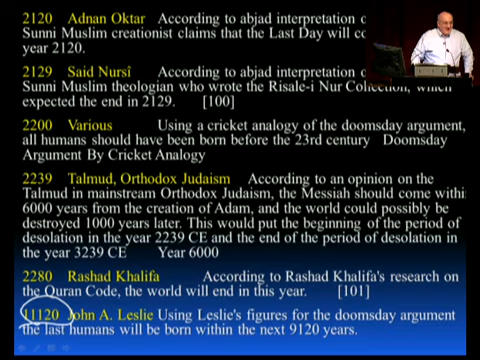 2120 Adnan Oktar According to abjad interpretation
Sunni Muslim creationist claims that the Last Day will
year 2120.
2129 Said Nursî According to abjad interpretation
Sunni Muslim theologian who wrote the Risale-i Nur Collection, which
expected the end in 2129. [100]
2200 Various Using a cricket analogy of the doomsday argument,
all humans should have been born before the 23rd century Doomsday
Argument By Cricket Analogy
2239 Talmud, Orthodox Judaism According to an opinion on the
Talmud in mainstream Orthodox Judaism, the Messiah should come
6000 years from the creation of Adam, and the world could possibly be
destroyed 1000 years later. This would put the beginning of the period of
desolation in the year 2239 CE and the end of the period of desolation in
the year 3239 CE Year 6000
2280 Rashad Khalifa According to Rashad Khalifa's research on
the Quran Code, the world will end in this year. [101]
11120 John A. Leslie Using Leslie's figures for the doomsday argument
the last humans will be born within the next 9120 years.